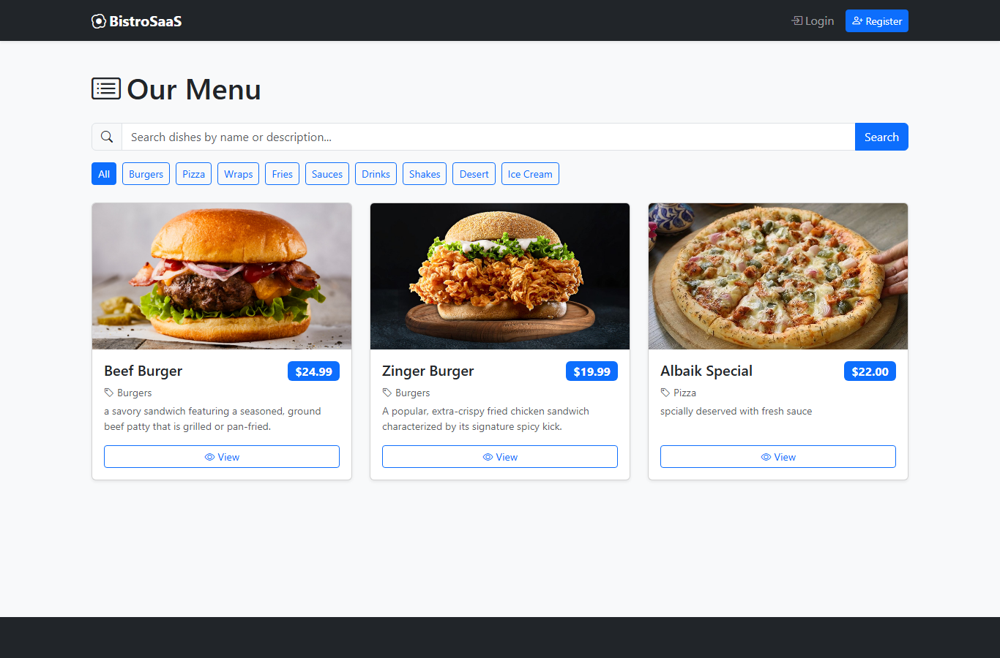 BistroSaaS
Login
Register
Our Menu
Search dishes by name or description...
Search
All
Burgers
Pizza
Wraps
Fries
Sauces
Drinks
Shakes
Desert
Ice Cream
Beef Burger
$24.99
Burgers
a savory sandwich featuring a seasoned, ground
beef patty that is grilled or pan-fried.
View
Zinger Burger
$19.99
Burgers
A popular, extra-crispy fried chicken sandwich
characterized by its signature spicy kick.
View
Albaik Special
$22.00
Pizza
spcially deserved with fresh sauce
View